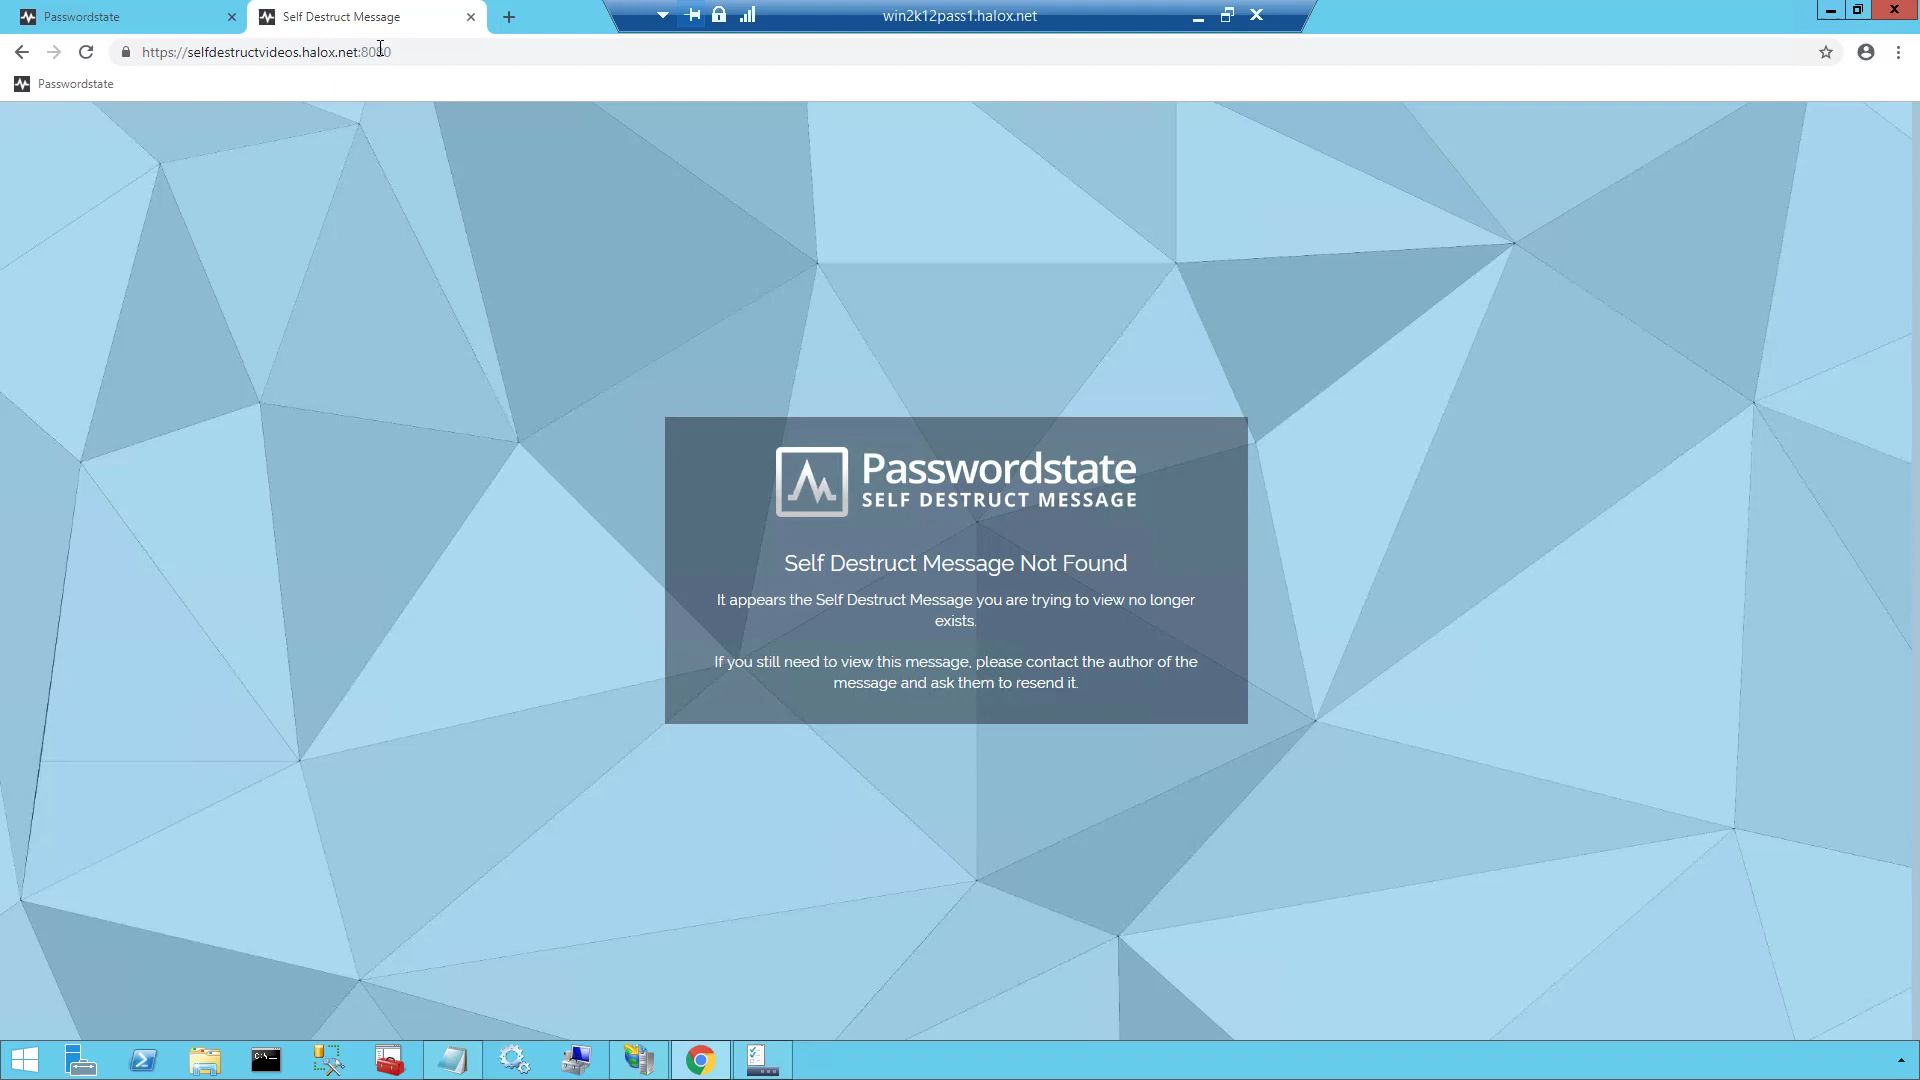 Passwordstate
Self Destruct Message
win2k12pass1.halox.net
https://selfdestructvideos.halox.net:8080
Passwordstate
Passwordstate
SELF DESTRUCT MESSAGE
Self Destruct Message Not Found
It appears the Self Destruct Message you are trying to view no longer
exists.
If you still need to view this message, please contact the author of the
message and ask them to resend it.